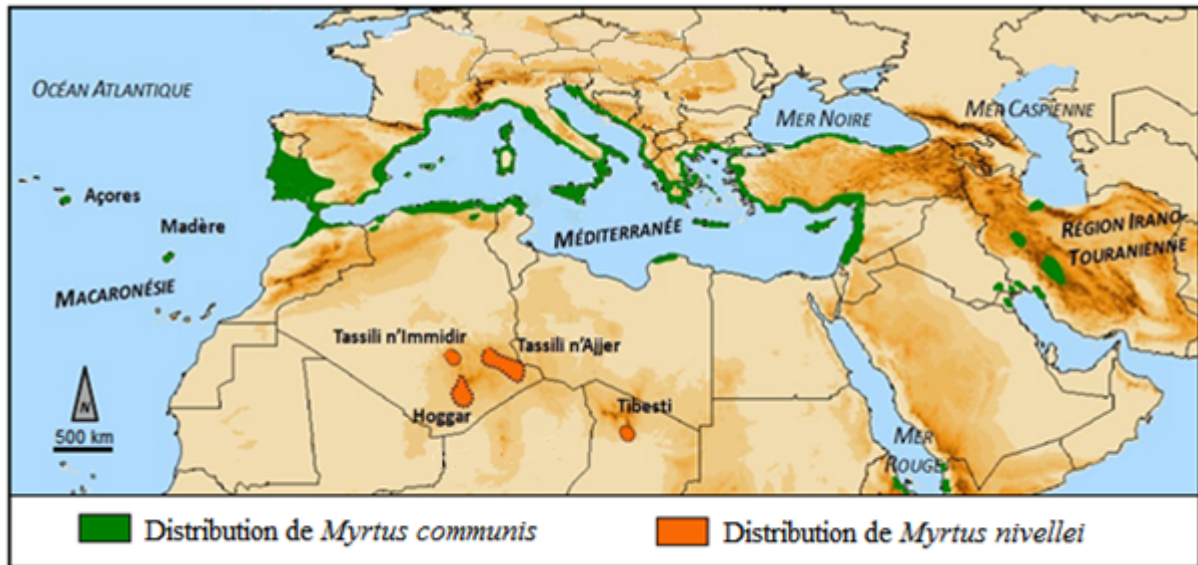 OCÉAN ATLANTIQUE
MER NOIRE
MER CASPIENNE
Açores
Madère
MACARONÉSIE
MÉDITERRANÉE
RÉGION IRANO-
TOURANIENNE
Tassili n'Immidir
Tassili n'Ajjer
Hoggar
Tibesti
N
500 km
MER
ROUGE
Distribution de Myrtus communis
Distribution de Myrtus nivellei